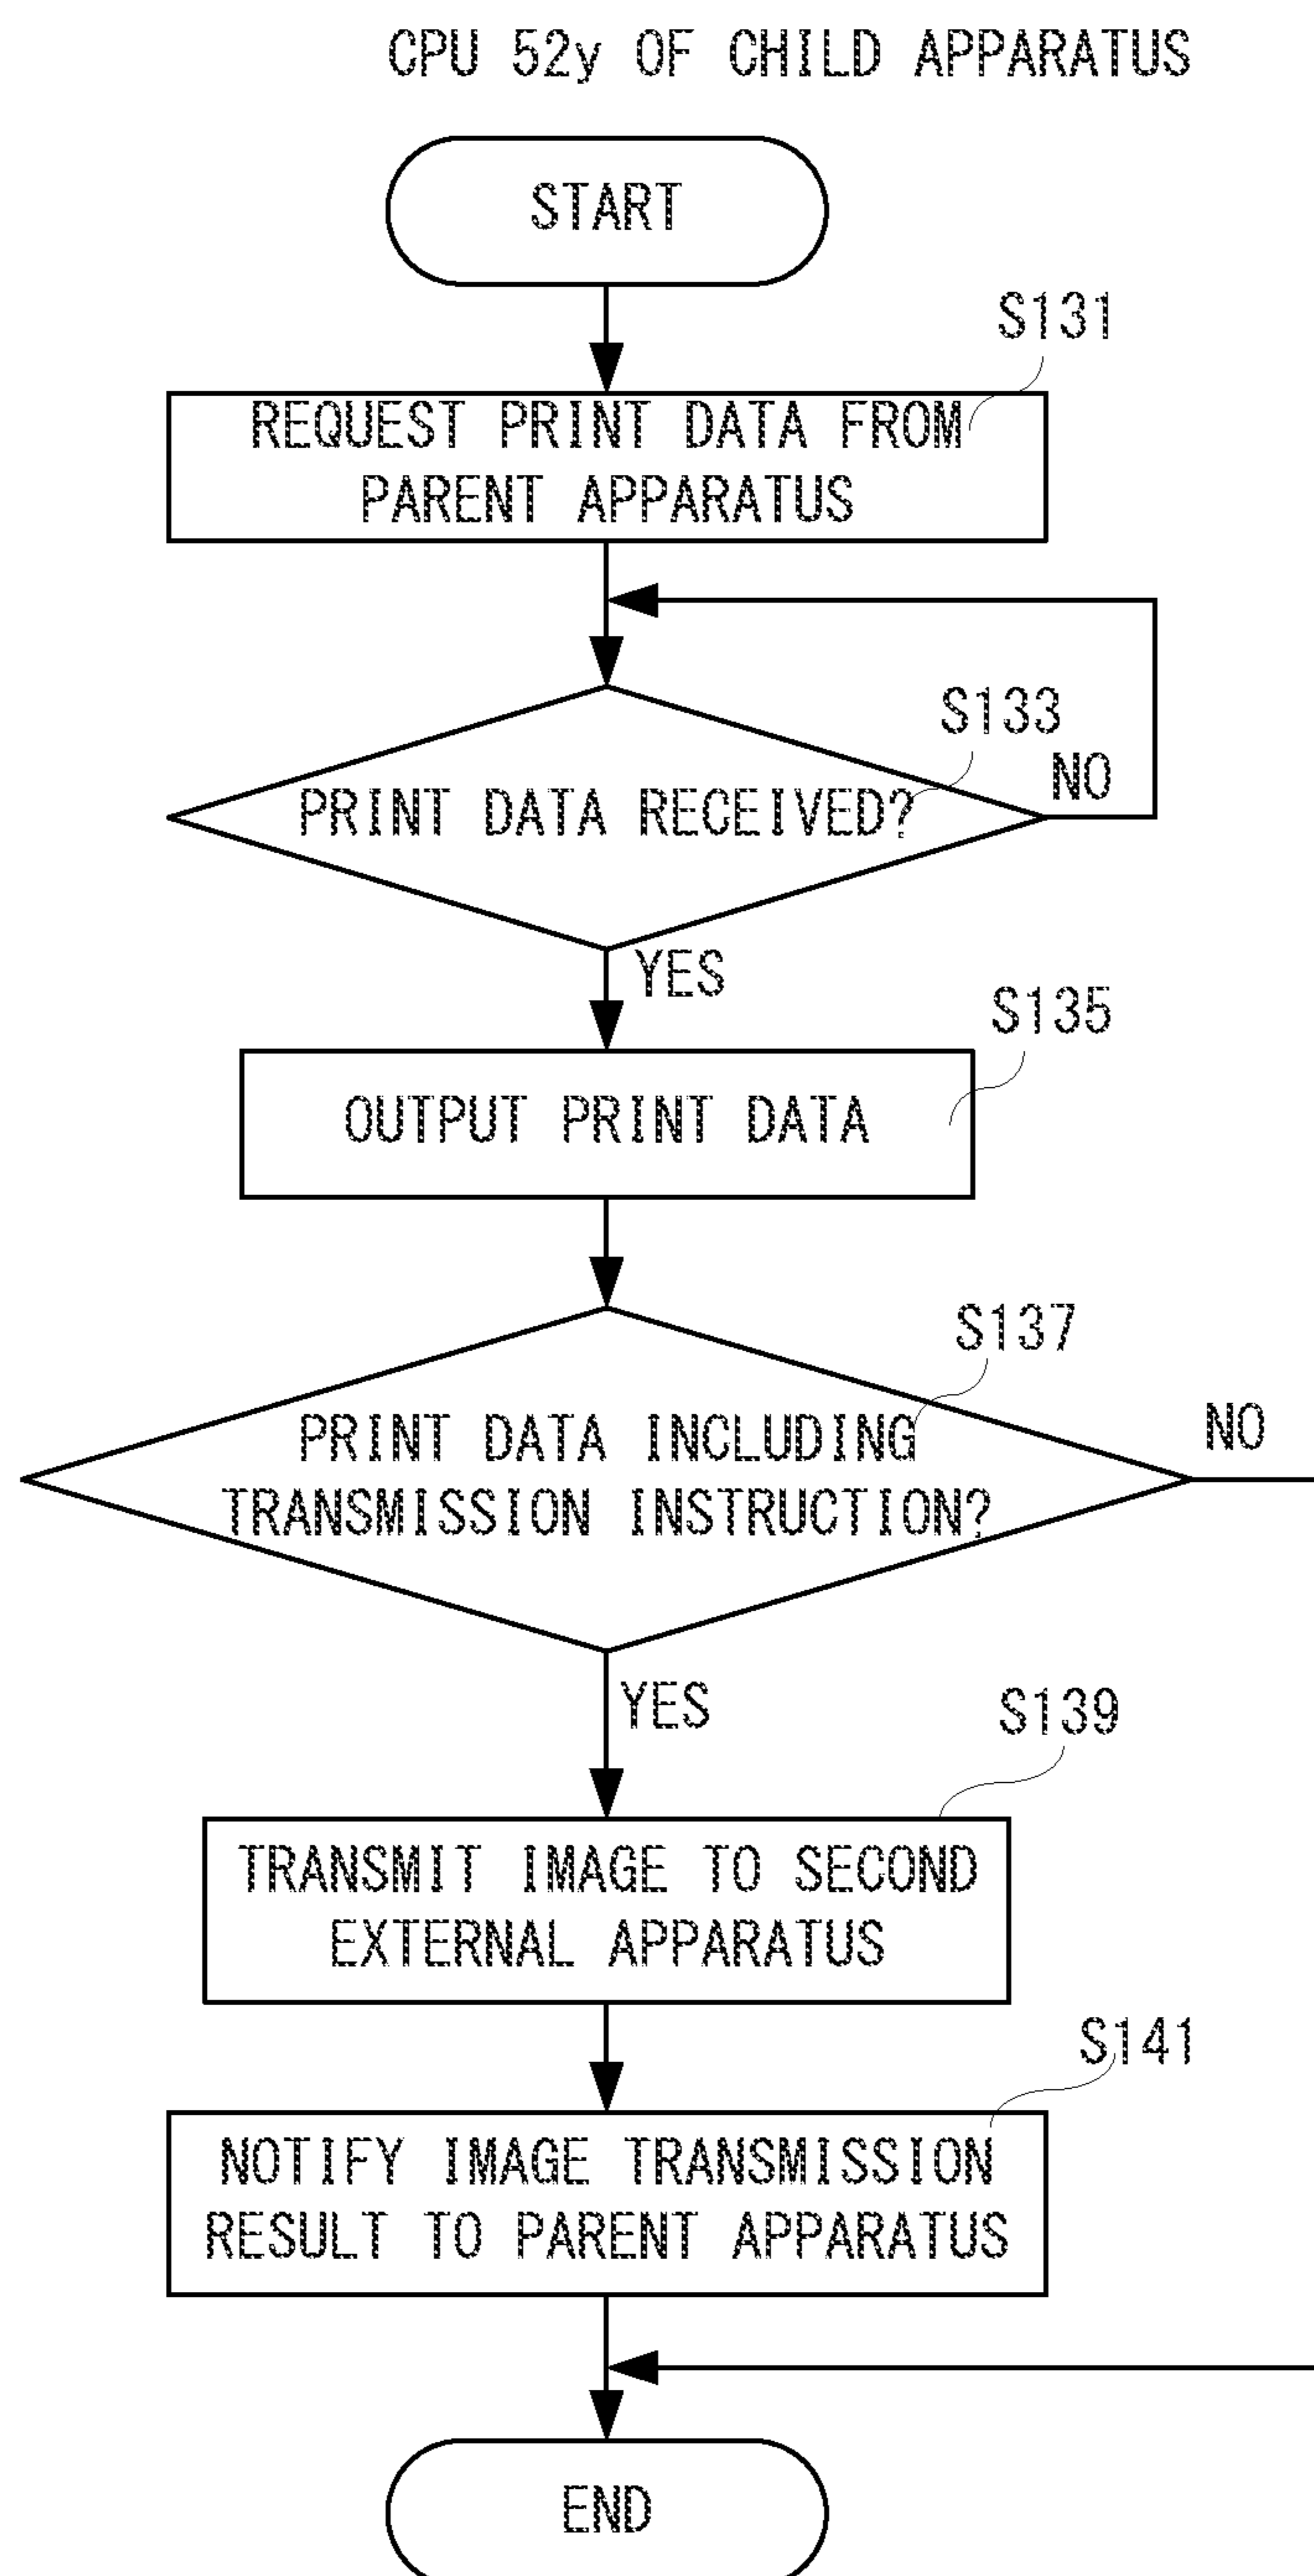 CPU 52y OF CHILD APPARATUS
START
S131
REQUEST PRINT DATA FROM
PARENT APPARATUS
S133
PRINT DATA RECEIVED?
NO
YES
S135
OUTPUT PRINT DATA
S137
PRINT DATA INCLUDING
TRANSMISSION INSTRUCTION?
NO
YES
S139
TRANSMIT IMAGE TO SECOND
EXTERNAL APPARATUS
S141
NOTIFY IMAGE TRANSMISSION
RESULT TO PARENT APPARATUS
END